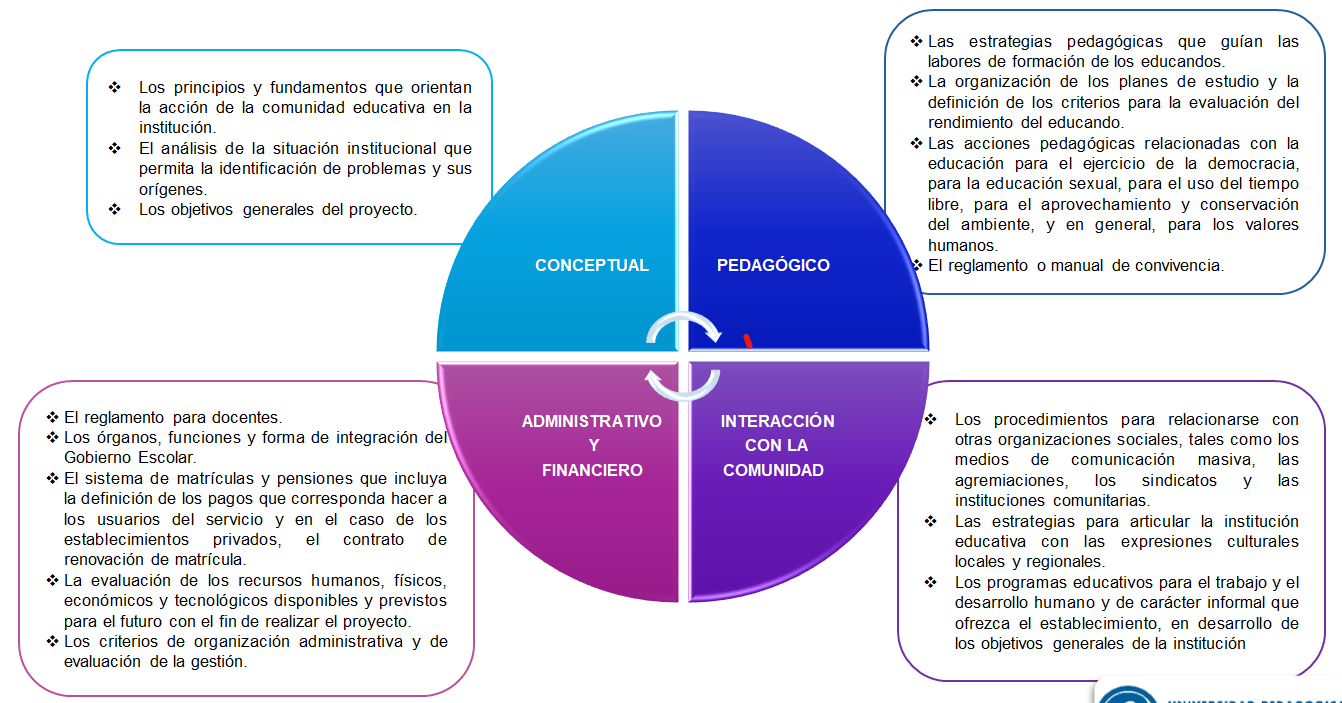 ❖ Los principios y fundamentos que orientan
la acción de la comunidad educativa en la
institución.
❖ El análisis de la situación institucional que
permita la identificación de problemas y sus
orígenes.
❖ Los objetivos generales del proyecto.
❖ Las estrategias pedagógicas que guían las
labores de formación de los educandos.
❖ La organización de los planes de estudio y la
definición de los criterios para la evaluación del
rendimiento del educando.
❖ Las acciones pedagógicas relacionadas con la
educación para el ejercicio de la democracia,
para la educación sexual, para el uso del tiempo
libre, para el aprovechamiento y conservación
del ambiente, y en general, para los valores
humanos.
❖ El reglamento o manual de convivencia.
CONCEPTUAL
PEDAGÓGICO
ADMINISTRATIVO
Y
FINANCIERO
INTERACCIÓN
CON LA
COMUNIDAD
❖ El reglamento para docentes.
❖ Los órganos, funciones y forma de integración del
Gobierno Escolar.
❖ El sistema de matrículas y pensiones que incluya
la definición de los pagos que corresponda hacer a
los usuarios del servicio y en el caso de los
establecimientos privados, el contrato de
renovación de matrícula.
❖ La evaluación de los recursos humanos, físicos,
económicos y tecnológicos disponibles y previstos
para el futuro con el fin de realizar el proyecto.
❖ Los criterios de organización administrativa y de
evaluación de la gestión.
❖ Los procedimientos para relacionarse con
otras organizaciones sociales, tales como los
medios de comunicación masiva, las
agremiaciones, los sindicatos y las
instituciones comunitarias.
❖ Las estrategias para articular la institución
educativa con las expresiones culturales
locales y regionales.
❖ Los programas educativos para el trabajo y el
desarrollo humano y de carácter informal que
ofrezca el establecimiento, en desarrollo de
los objetivos generales de la institución